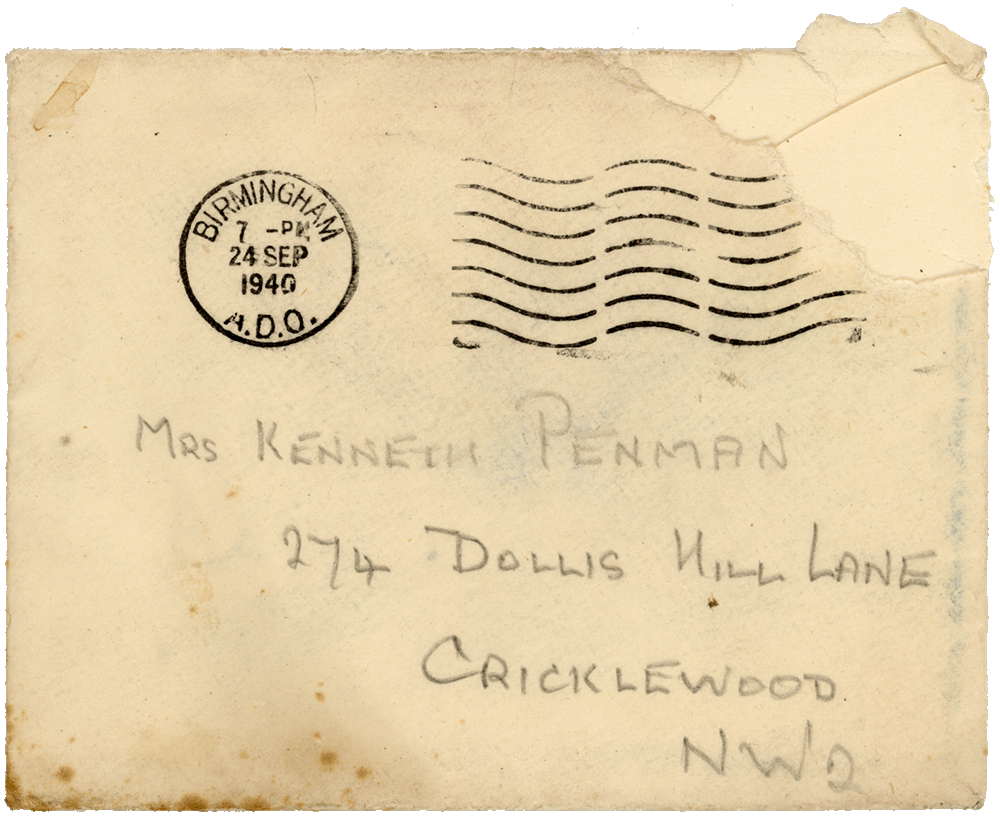 BIRMINGHAM
7 - PM
24 SEP
1940
A.D.O.
MRS KENNETH PENMAN
274 DOLLIS HILL LANE
CRICKLEWOOD
NW2